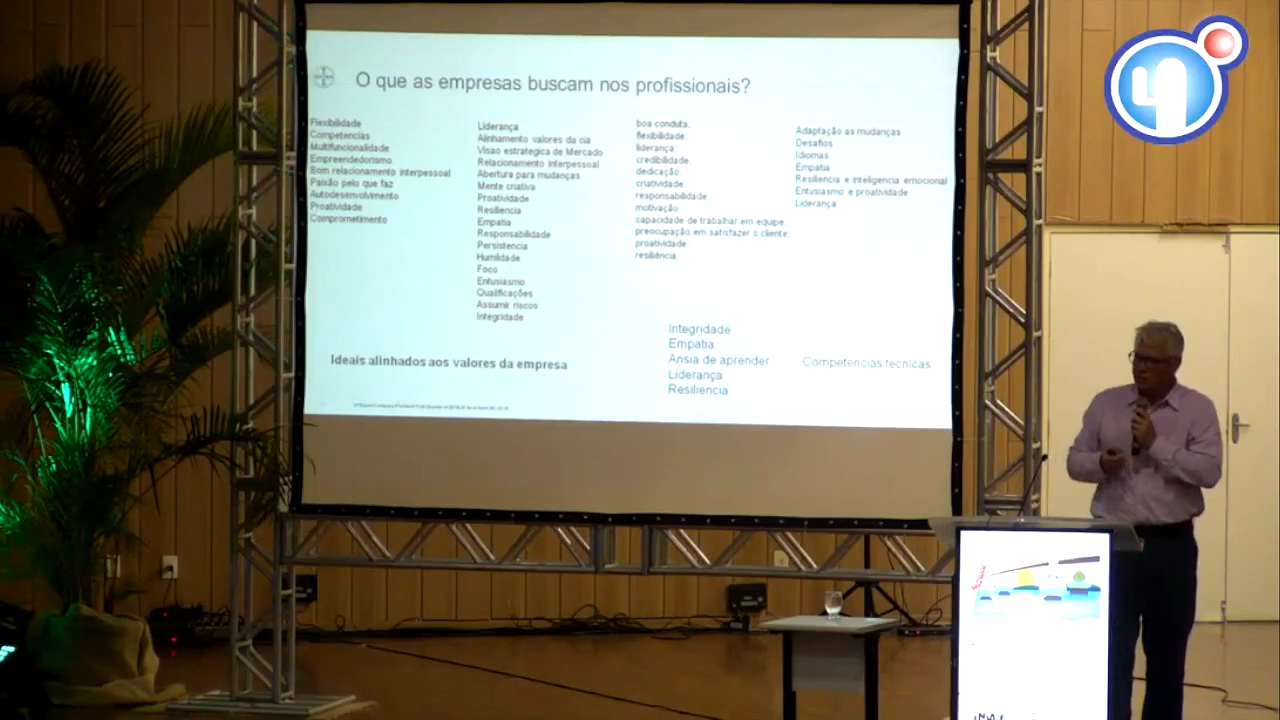 O que as empresas buscam nos profissionais?
Flexibilidade
Competencias
Multifuncionalidade
Empreendedorismo
Bom relacionamento interpessoal
Paixão pelo que faz
Autodesenvolvimento
Proatividade
Comprometimento
Liderança
Alinhamento valores da cia
Visao estrategica de Mercado
Relacionamento interpessoal
Abertura para mudanças
Mente criativa
Proatividade
Resiliencia
Empatia
Responsabilidade
Persistencia
Humildade
Foco
Entusiasmo
Qualificações
Assumir riscos
Integridade
boa conduta.
flexibilidade
liderança.
credibilidade.
dedicação.
criatividade
responsabilidade
motivação
capacidade de trabalhar em equipe.
preocupação em satisfazer o cliente.
proatividade
resiliência
Adaptação as mudanças
Desafios
Idiomas
Empatia
Resiliencia e inteligencia emocional
Entusiasmo e proatividade
Liderança
Ideais alinhados aos valores da empresa
Integridade
Empatia
Ansia de aprender
Liderança
Resiliencia
Competencias tecnicas